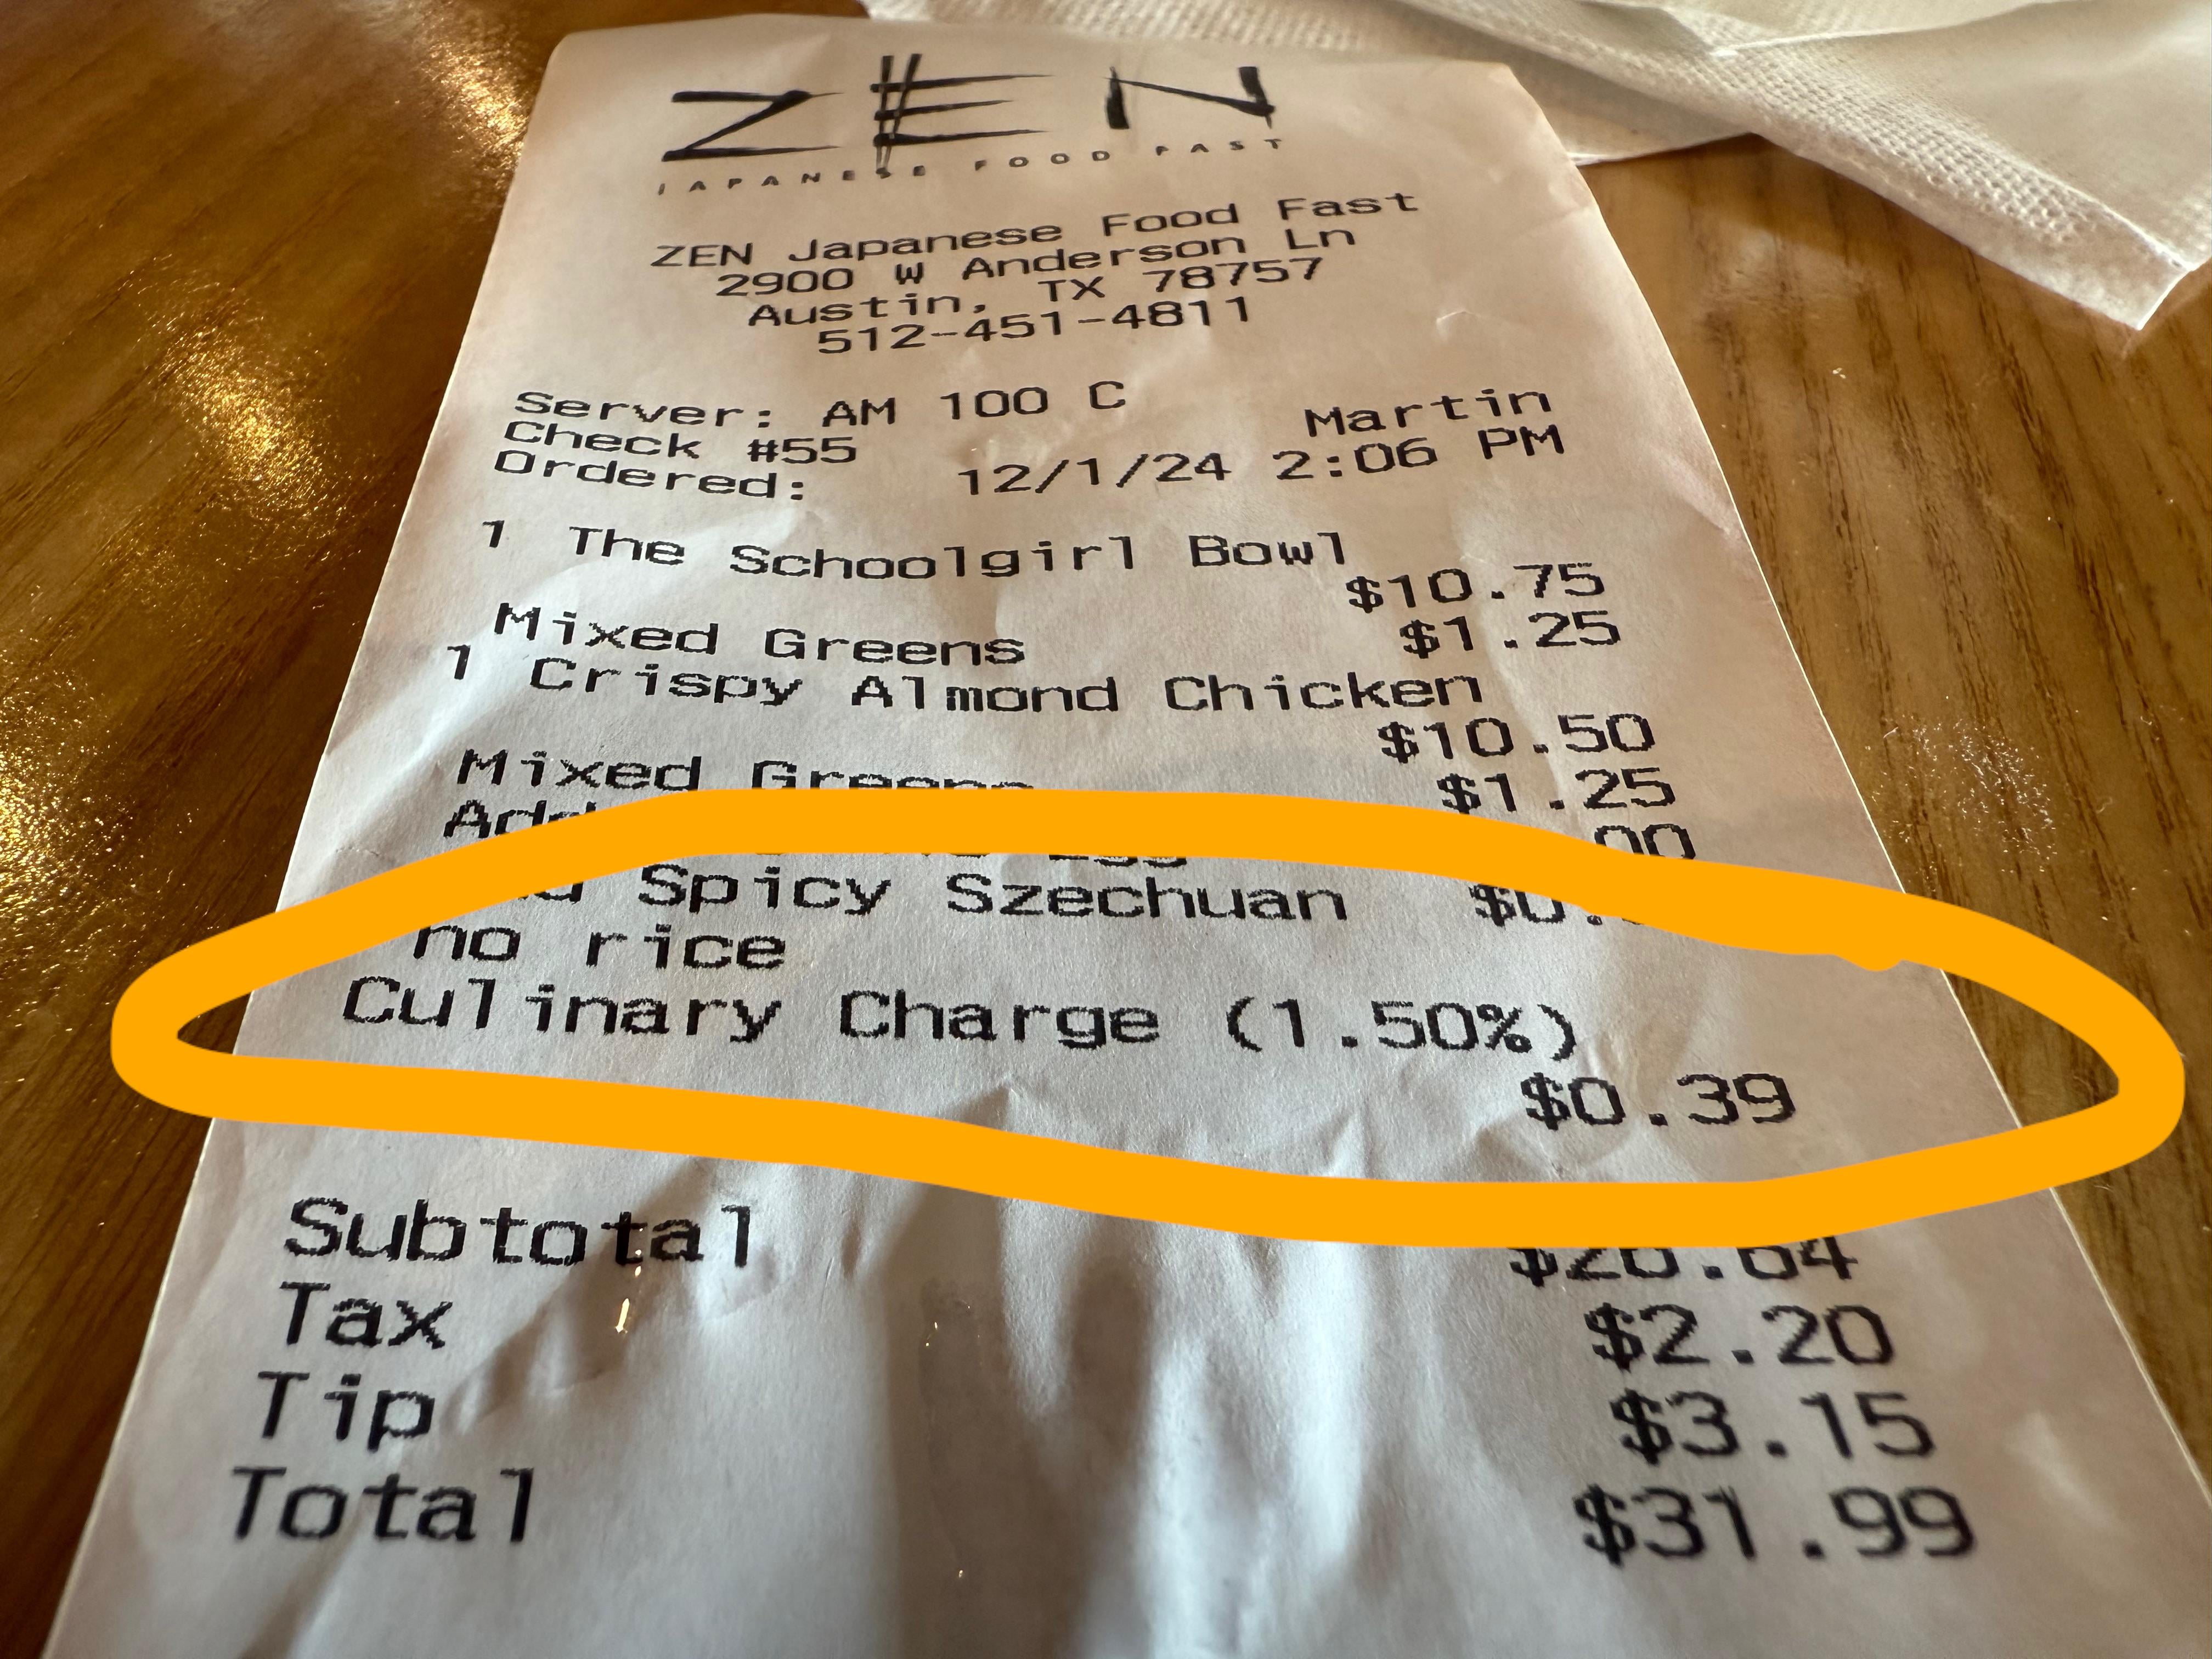 ZEN
JAPANESE FOOD FAST
ZEN Japanese Food Fast
2900 W Anderson Ln
Austin, TX 78757
512-451-4811
Server: AM 100 C
Martin
Check #55
Ordered: 12/1/24 2:06 PM
1 The Schoolgirl Bowl
$10.75
Mixed Greens $1.25
1 Crispy Almond Chicken
$10.50
Mixed Greens $1.25
Add
Spicy Szechuan
no rice
Culinary Charge (1.50%)
$0.39
Subtotal $26.64
Tax $2.20
Tip $3.15
Total $31.99